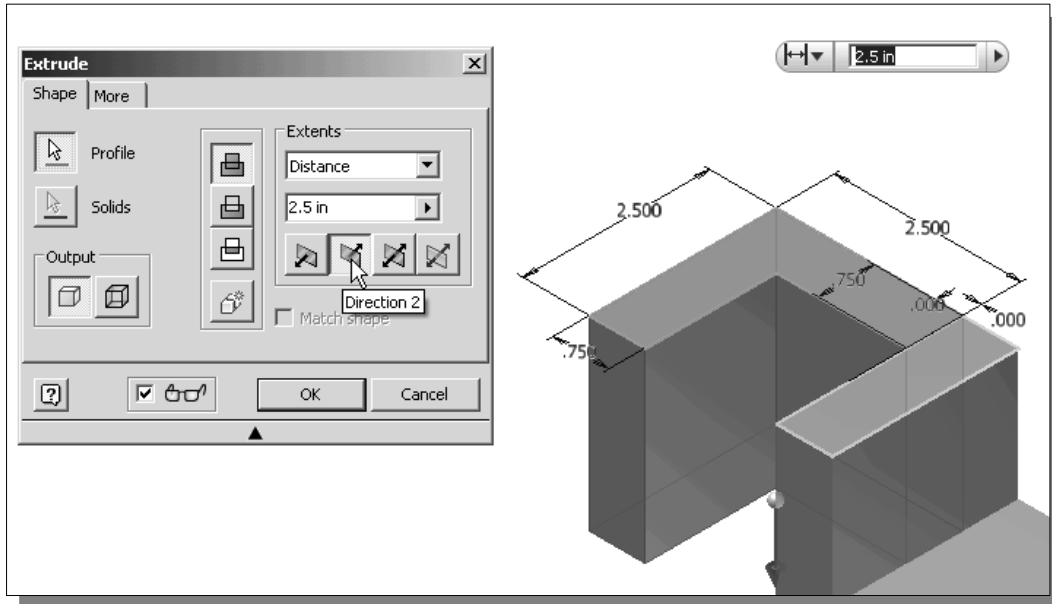 Extrude
Shape
More
Profile
Solids
Output
Extents
Distance
2.5 in
Direction 2
Match shape
?
OK
Cancel
2.5 in
2.500
2.500
.750
.000
.000
.750